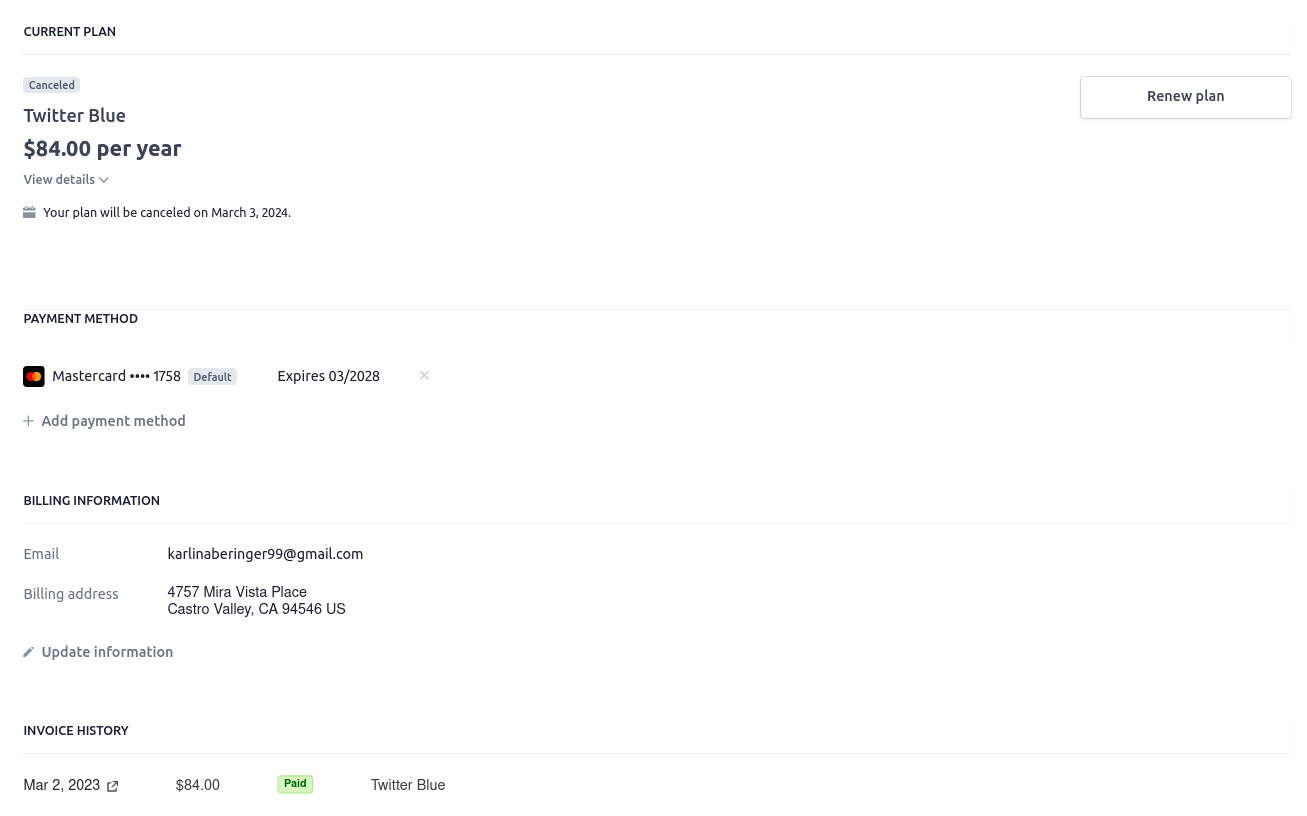 CURRENT PLAN
Canceled
Renew plan
Twitter Blue
$84.00 per year
View details
Your plan will be canceled on March 3, 2024.
PAYMENT METHOD
Mastercard •••• 1758 Default Expires 03/2028 ×
+ Add payment method
BILLING INFORMATION
Email karlinaberinger99@gmail.com
Billing address 4757 Mira Vista Place
Castro Valley, CA 94546 US
Update information
INVOICE HISTORY
Mar 2, 2023 $84.00 Paid Twitter Blue